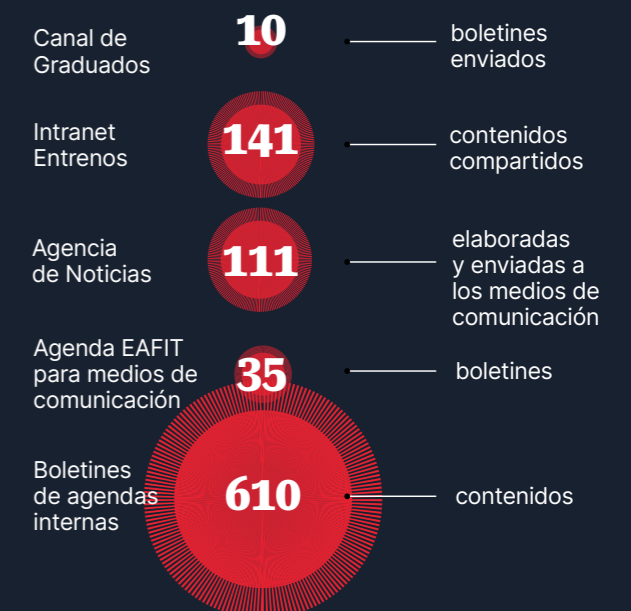 Canal de
Graduados
10
boletines
enviados
Intranet
Entrenos
141
contenidos
compartidos
Agencia
de Noticias
111
elaboradas
y enviadas a
los medios de
comunicación
Agenda EAFIT
para medios de
comunicación
35
boletines
Boletines
de agendas
internas
610
contenidos